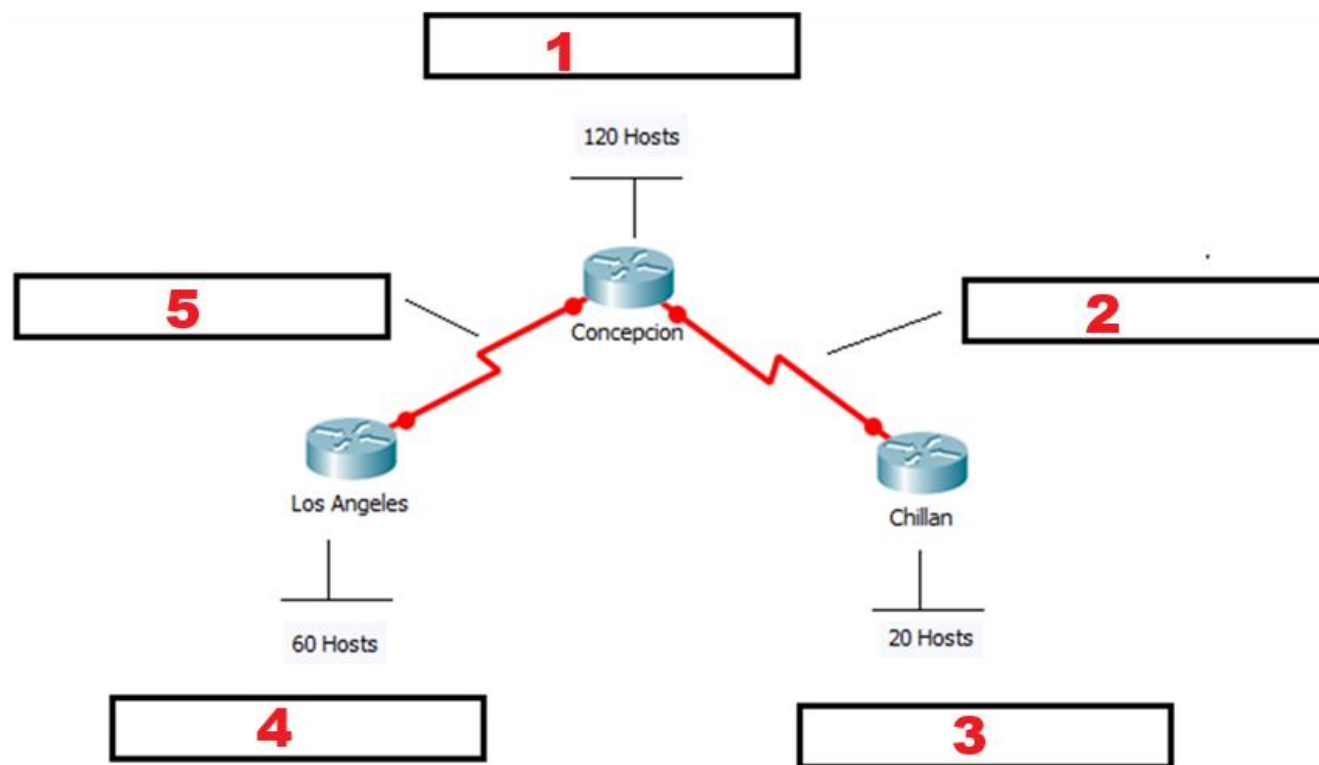 1
120 Hosts
5
2
Concepcion
Los Angeles
Chillan
60 Hosts
20 Hosts
4
3